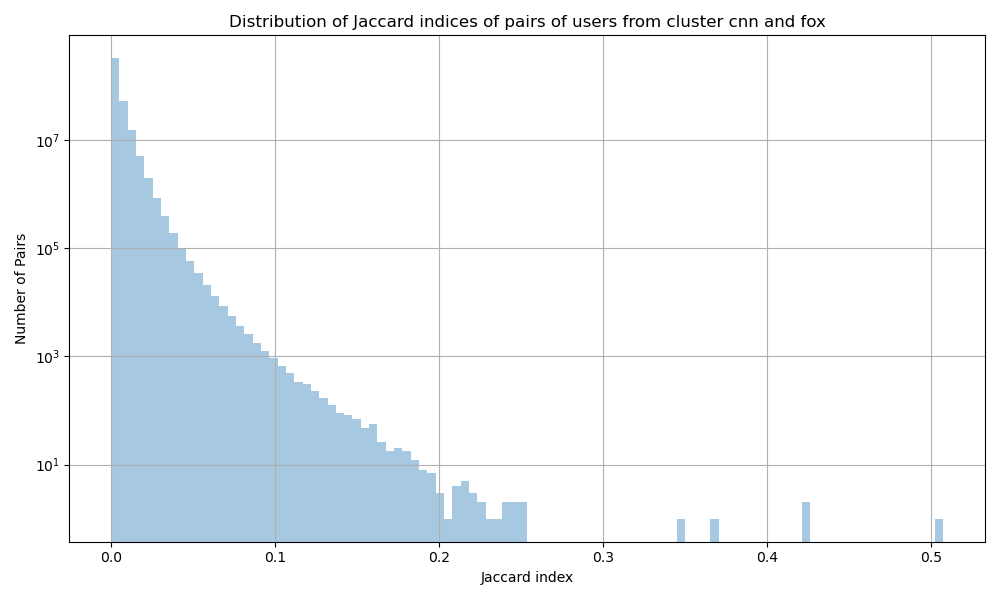 Distribution of Jaccard indices of pairs of users from cluster cnn and fox
Number of Pairs
10⁷
10⁵
10³
10¹
0.0 0.1 0.2 0.3 0.4 0.5
Jaccard index